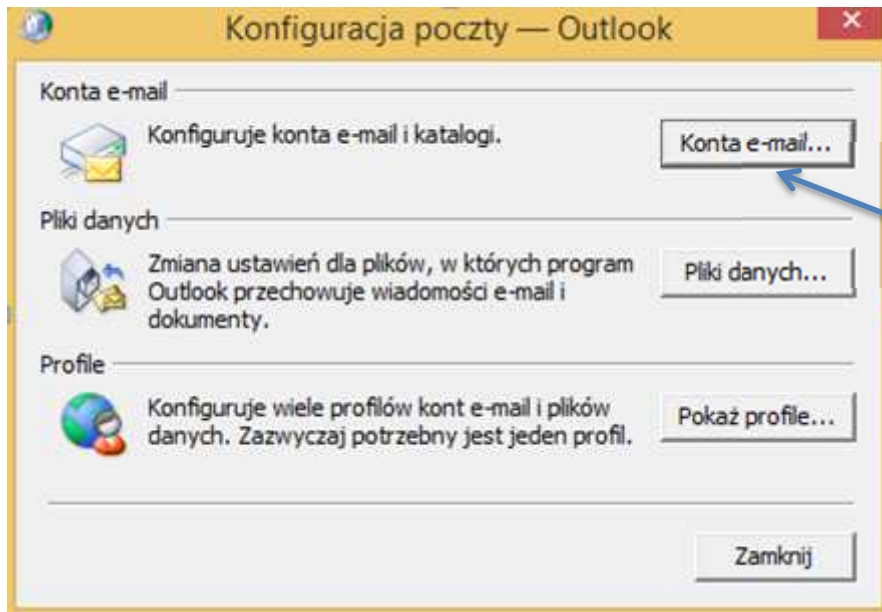 Konfiguracja poczty — Outlook
Konta e-mail
Konfiguruje konta e-mail i katalogi.
Konta e-mail...
Pliki danych
Zmiana ustawień dla plików, w których program
Outlook przechowuje wiadomości e-mail i
dokumenty.
Pliki danych...
Profile
Konfiguruje wiele profilów kont e-mail i plików
danych. Zazwyczaj potrzebny jest jeden profil.
Pokaż profile...
Zamknij